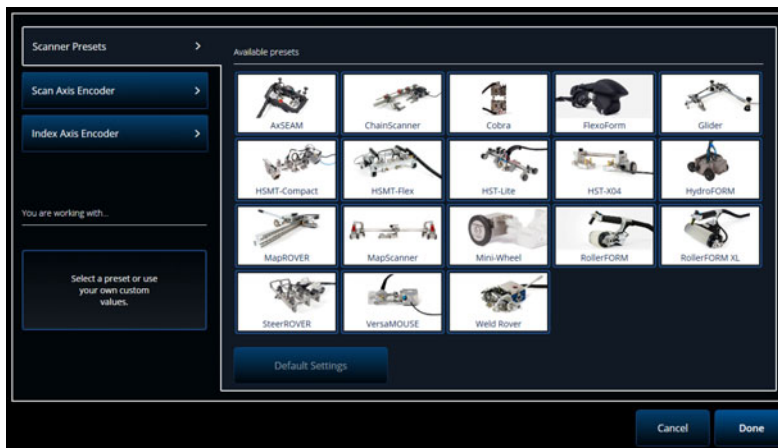 Scanner Presets
Scan Axis Encoder
Index Axis Encoder
You are working with...
Select a preset or use
your own custom
values.
Available presets
AxSEAM
ChainScanner
Cobra
FlexoForm
Glider
HSMT-Compact
HSMT-Flex
HST-Lite
HST-X04
HydroFORM
MapROVER
MapScanner
Mini-Wheel
RollerFORM
RollerFORM XL
SteerROVER
VersaMOUSE
Weld Rover
Default Settings
Cancel
Done